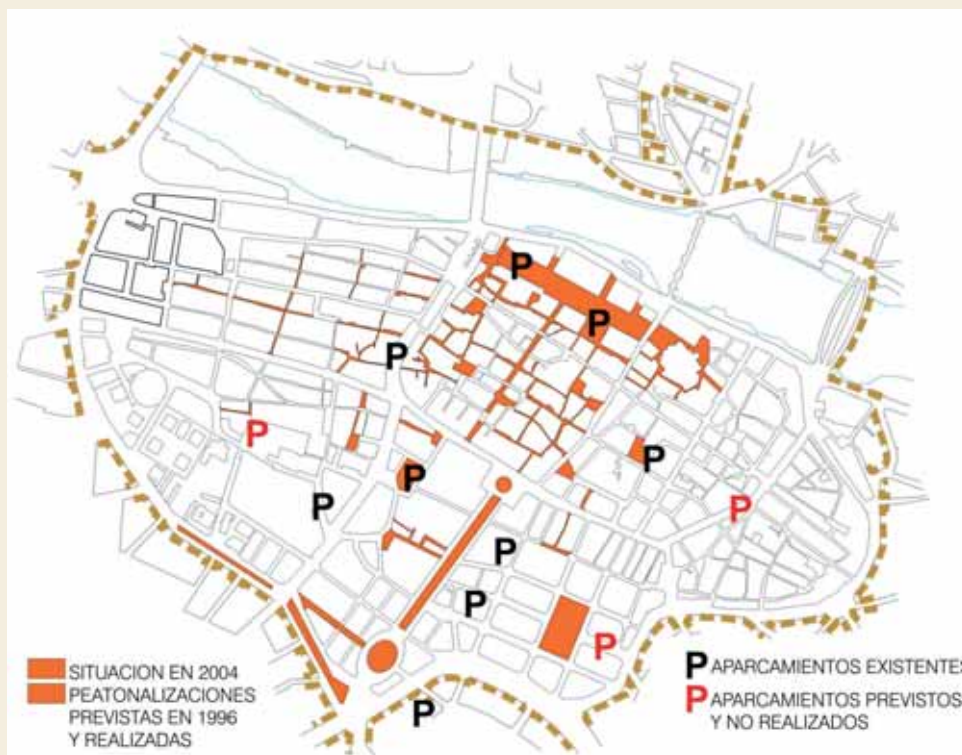 P
P
P
P
P
P
P
P
P
P
P
SITUACION EN 2004
PEATONALIZACIONES
PREVISTAS EN 1996
Y REALIZADAS
P APARCAMIENTOS EXISTENTES
P APARCAMIENTOS PREVISTOS
Y NO REALIZADOS